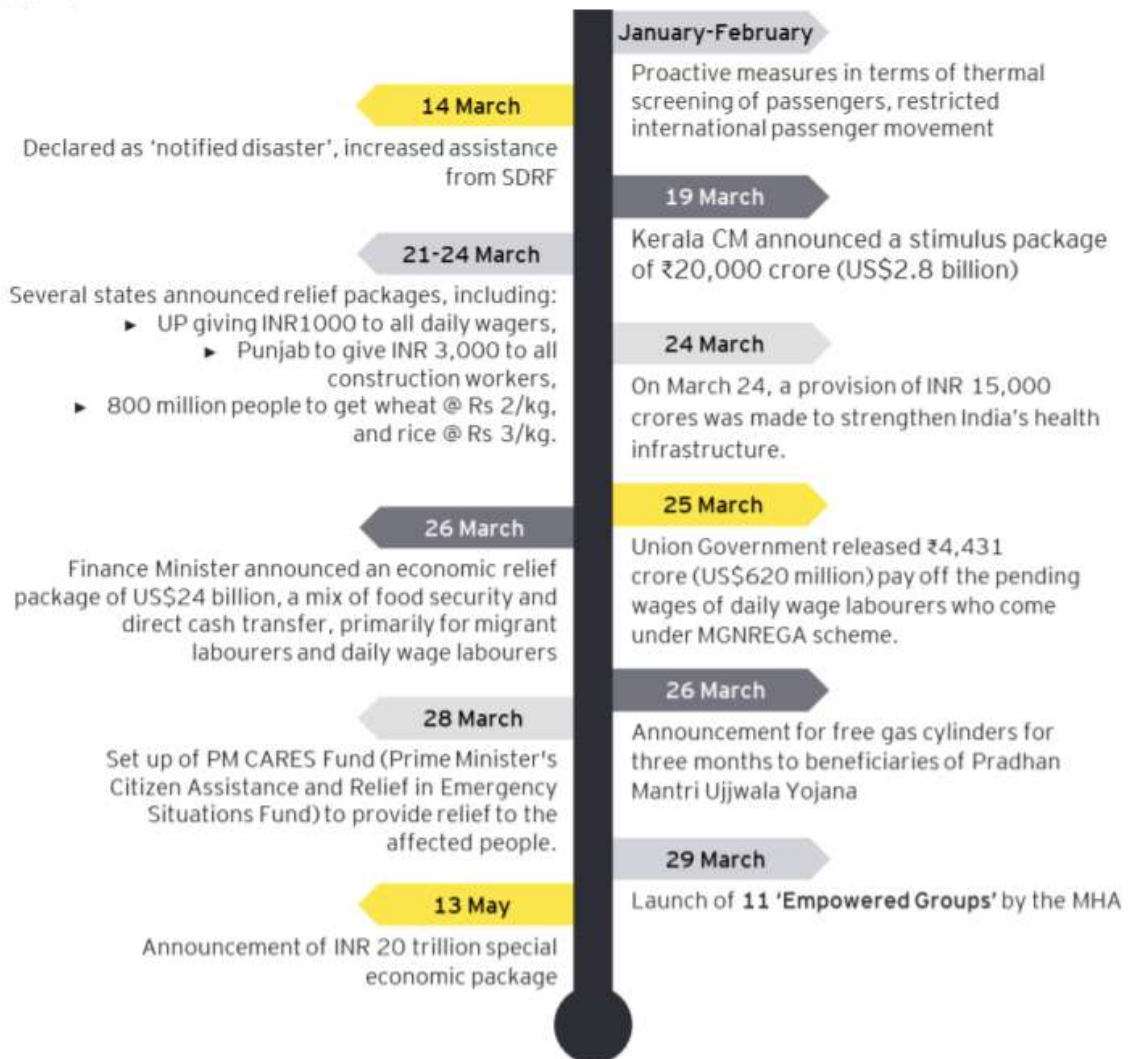 January-February
Proactive measures in terms of thermal
screening of passengers, restricted
international passenger movement
14 March
Declared as ‘notified disaster’, increased assistance
from SDRF
19 March
Kerala CM announced a stimulus package
of ₹20,000 crore (US$2.8 billion)
21-24 March
Several states announced relief packages, including:
► UP giving INR1000 to all daily wagers,
► Punjab to give INR 3,000 to all
construction workers,
► 800 million people to get wheat @ Rs 2/kg,
and rice @ Rs 3/kg.
24 March
On March 24, a provision of INR 15,000
crores was made to strengthen India’s health
infrastructure.
25 March
Union Government released ₹4,431
crore (US$620 million) pay off the pending
wages of daily wage labourers who come
under MGNREGA scheme.
26 March
Finance Minister announced an economic relief
package of US$24 billion, a mix of food security and
direct cash transfer, primarily for migrant
labourers and daily wage labourers
26 March
Announcement for free gas cylinders for
three months to beneficiaries of Pradhan
Mantri Ujjwala Yojana
28 March
Set up of PM CARES Fund (Prime Minister's
Citizen Assistance and Relief in Emergency
Situations Fund) to provide relief to the
affected people.
29 March
Launch of 11 ‘Empowered Groups’ by the MHA
13 May
Announcement of INR 20 trillion special
economic package